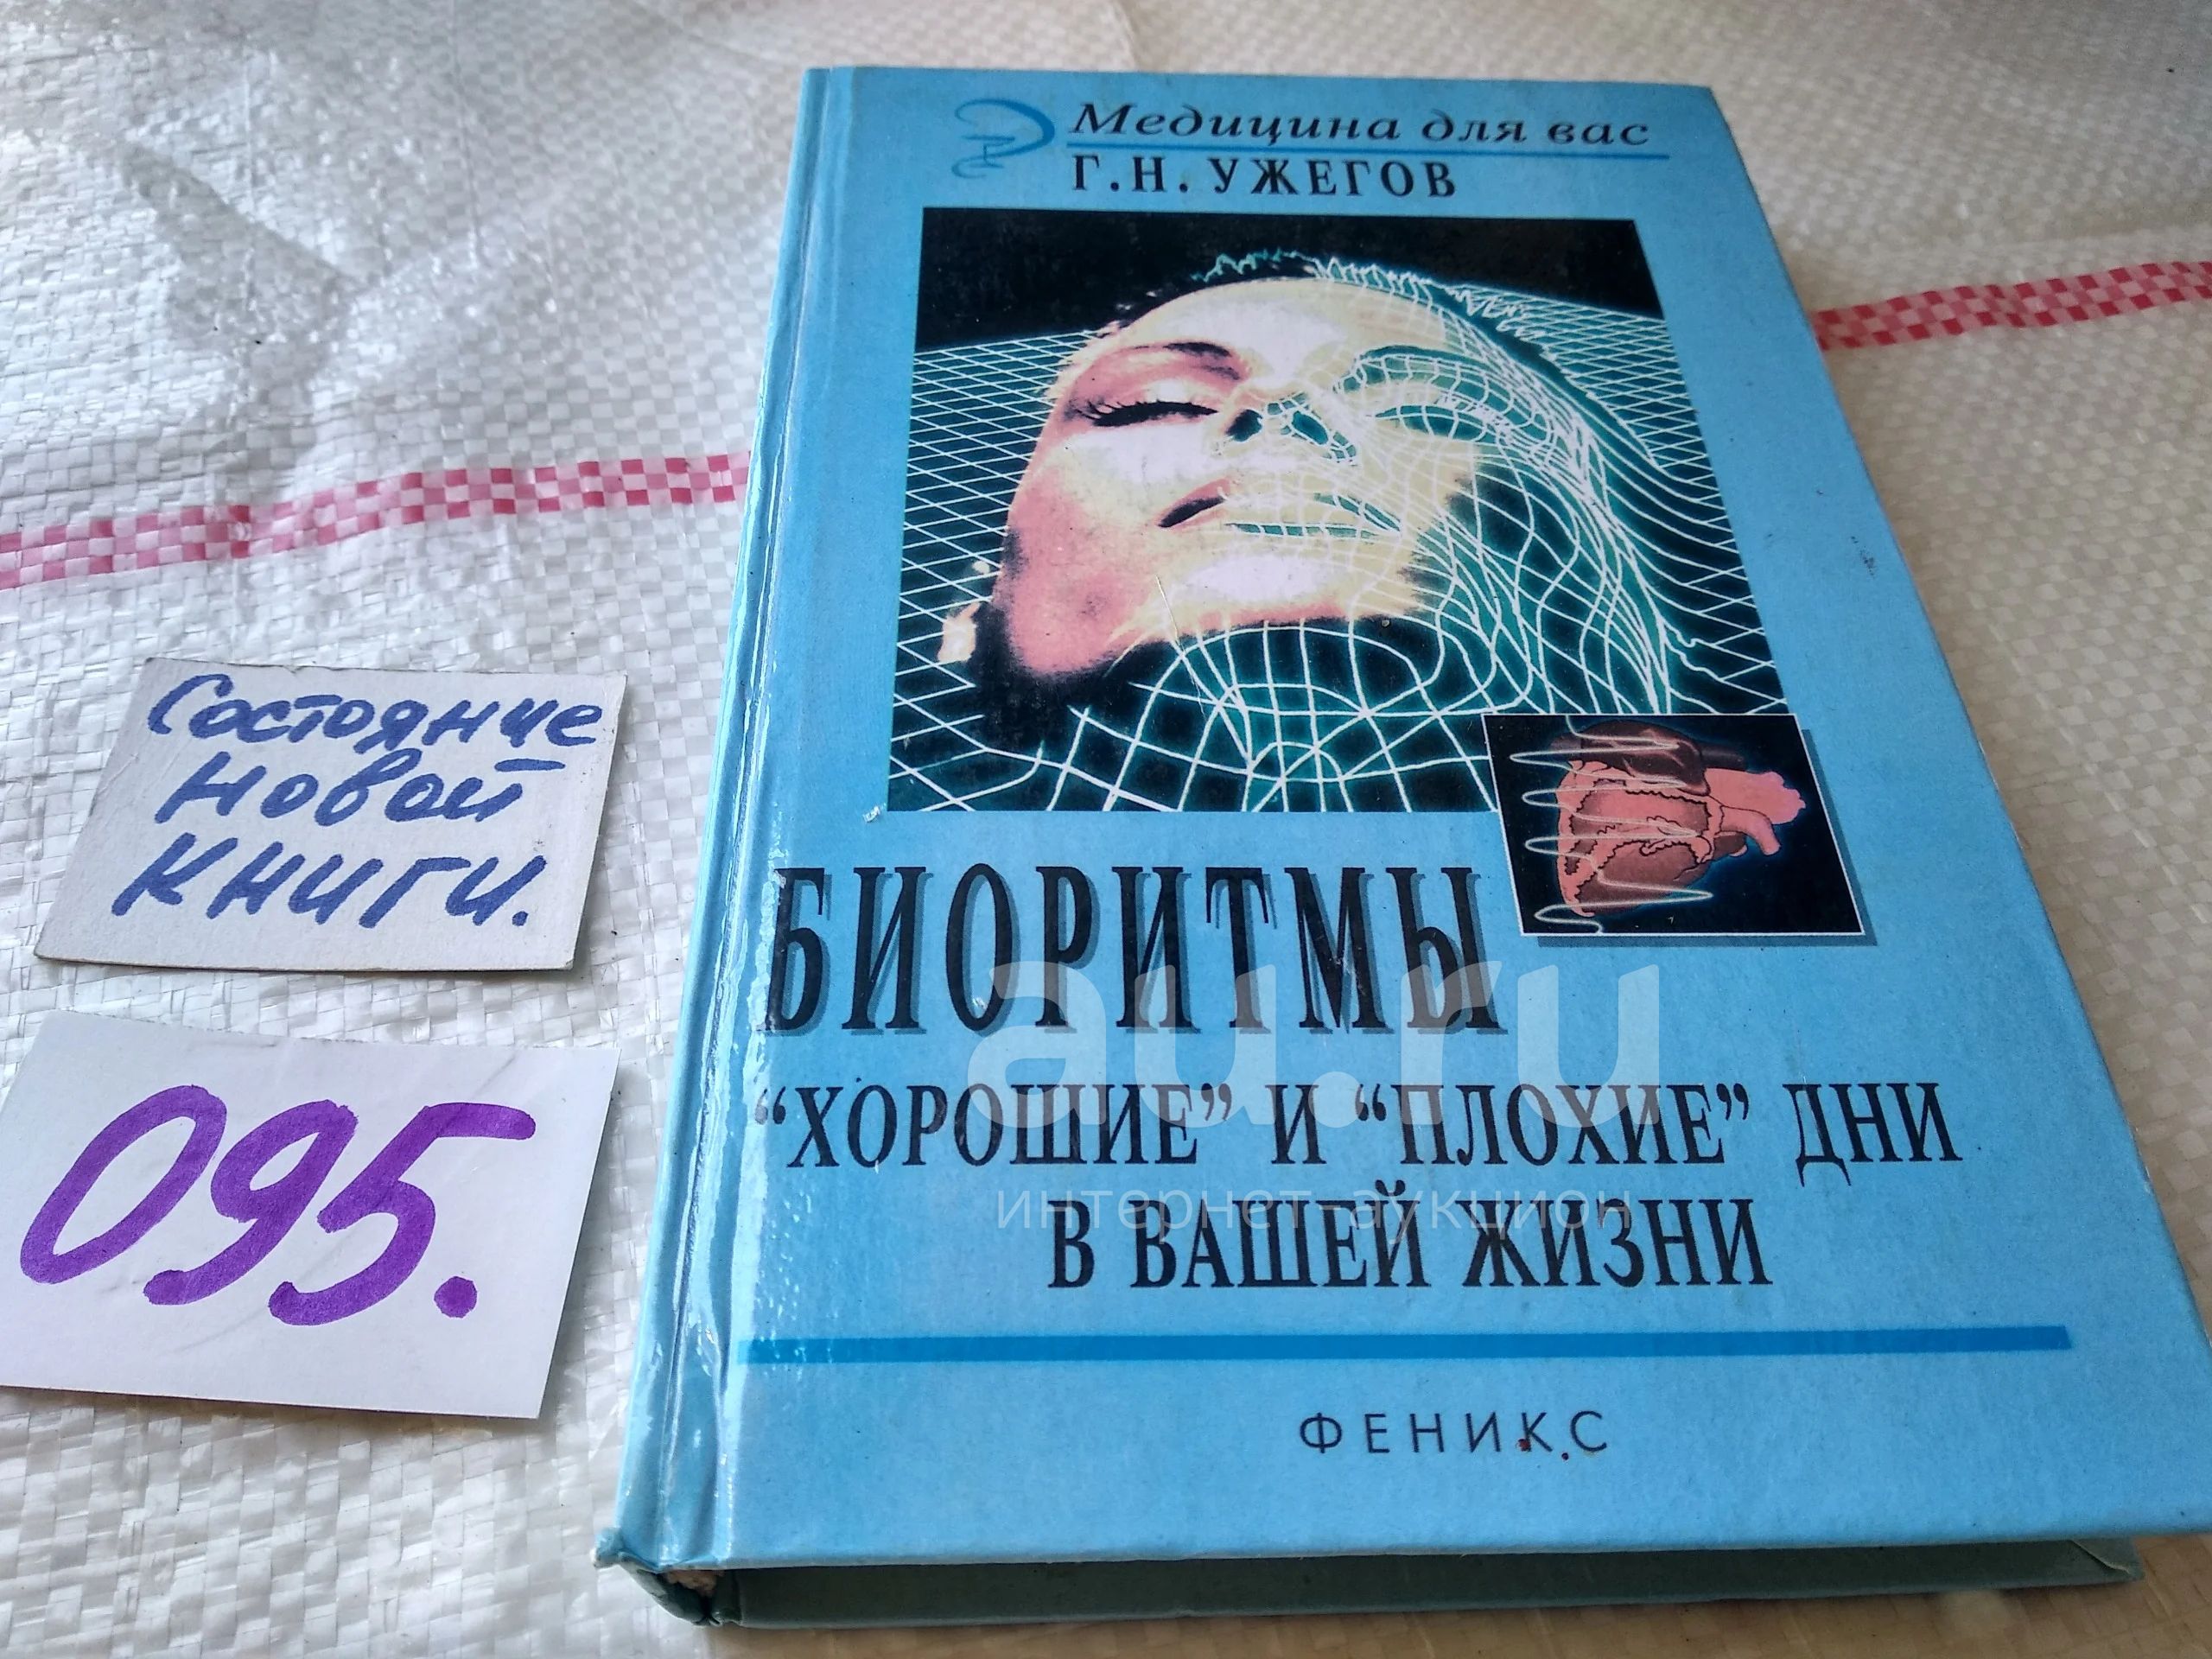 Медицина для вас
Г.Н. УЖЕГОВ
БИОРИТМЫ
“ХОРОШИЕ” И “ПЛОХИЕ” ДНИ
В ВАШЕЙ ЖИЗНИ
ФЕНИКС
Состояние
новой
книги.
095.
au.ru
интернет-аукцион